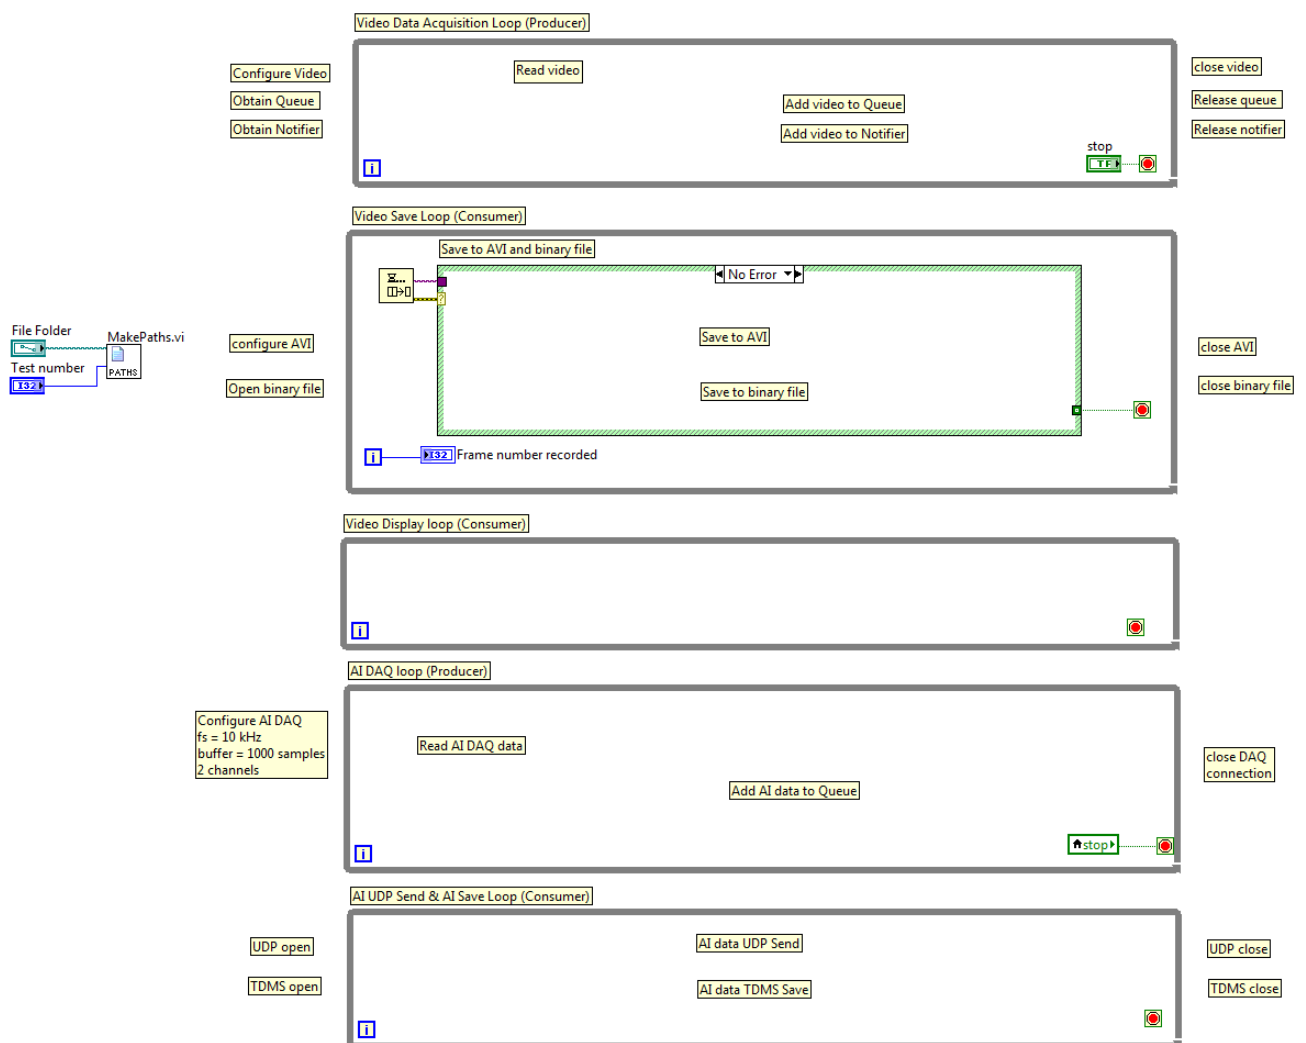 Video Data Acquisition Loop (Producer)
Configure Video
Read video
close video
Obtain Queue
Add video to Queue
Release queue
Obtain Notifier
Add video to Notifier
Release notifier
stop
TF
i
Video Save Loop (Consumer)
Save to AVI and binary file
No Error
?
File Folder
MakePaths.vi
PATHS
Test number
I32
configure AVI
Save to AVI
close AVI
Open binary file
Save to binary file
close binary file
i
I32
Frame number recorded
Video Display loop (Consumer)
i
AI DAQ loop (Producer)
Configure AI DAQ
fs = 10 kHz
buffer = 1000 samples
2 channels
Read AI DAQ data
close DAQ
connection
Add AI data to Queue
stop
i
AI UDP Send & AI Save Loop (Consumer)
UDP open
AI data UDP Send
UDP close
TDMS open
AI data TDMS Save
TDMS close
i